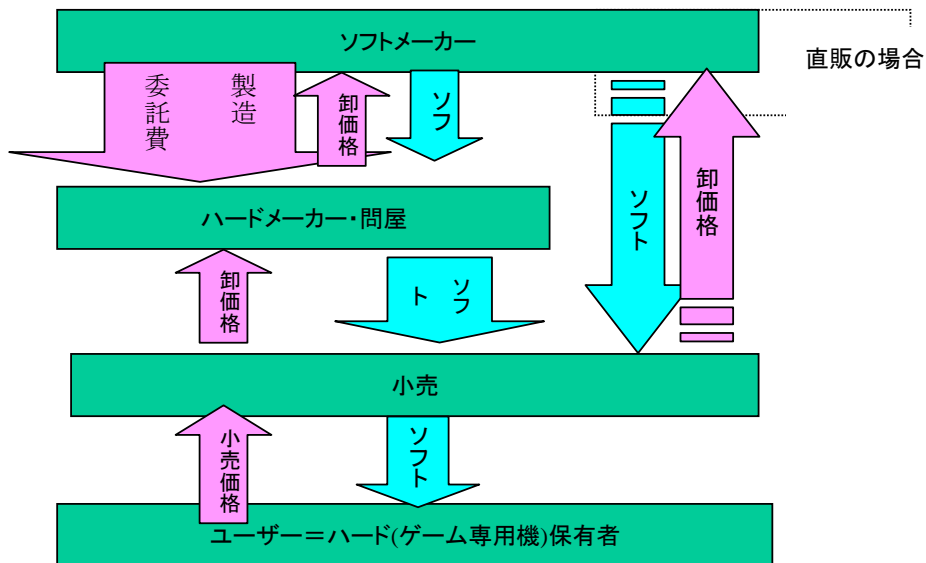 ソフトメーカー
直販の場合
製造
委託費
卸価格
ソフ
ソフト
卸価格
ハードメーカー・問屋
卸価格
ソフ
ト
小売
小売価格
ソフト
ユーザー＝ハード(ゲーム専用機)保有者